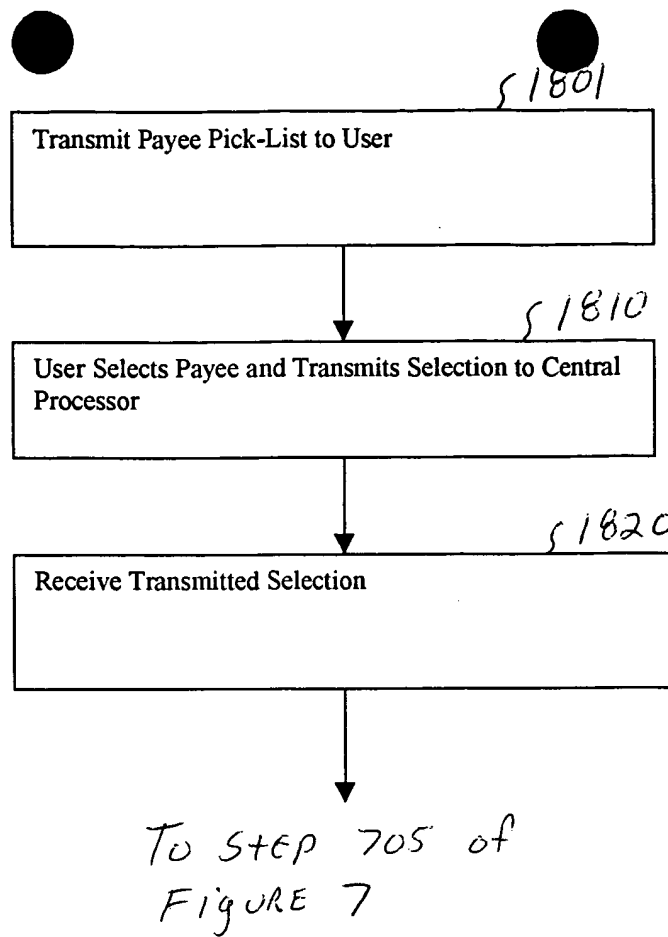 1801
Transmit Payee Pick-List to User
1810
User Selects Payee and Transmits Selection to Central
Processor
1820
Receive Transmitted Selection
To StEp 705 of
FigURE 7